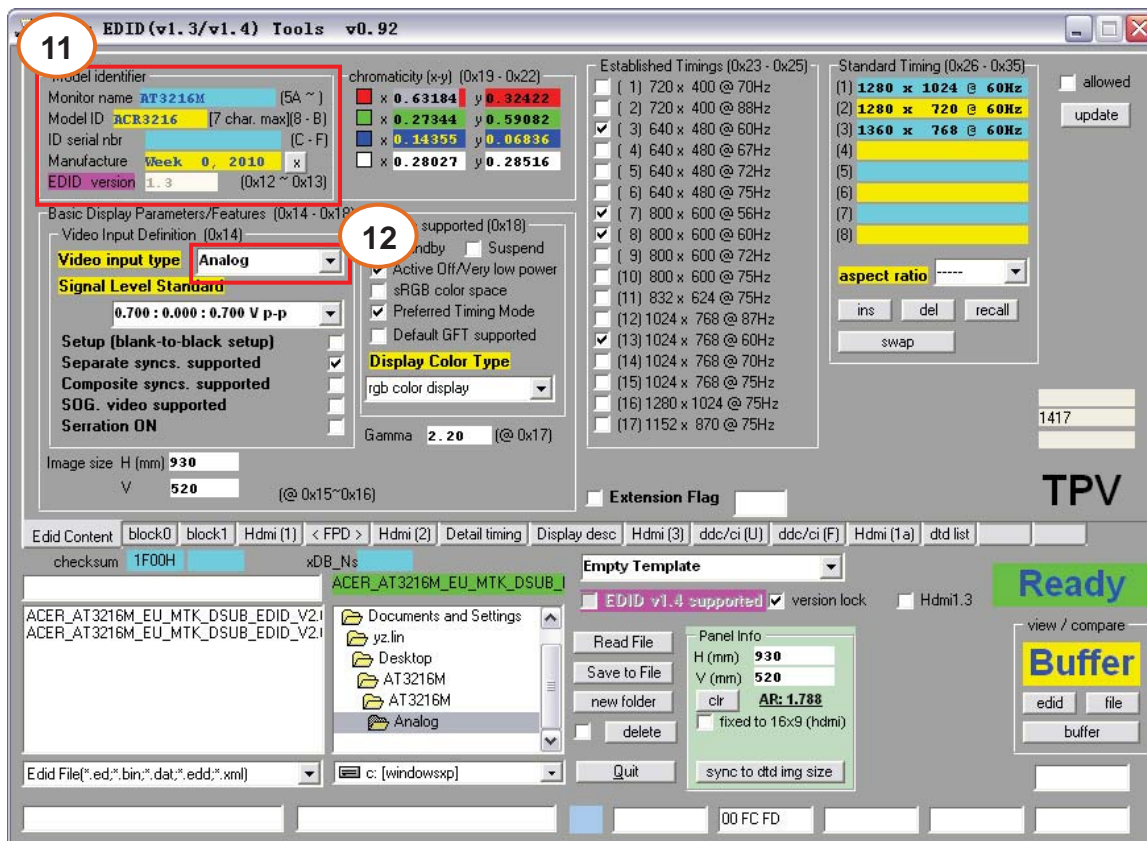 EDID(v1.3/v1.4) Tools v0.92
11
Model identifier
Monitor name AT3216M (5A ~ )
Model ID ACR3216 [7 char. max](8 - B)
ID serial nbr (C - F)
Manufacture Week 0, 2010 x
EDID version 1.3 (0x12 ~ 0x13)
chromaticity (x-y) (0x19 - 0x22)
x 0.63184 y 0.32422
x 0.27344 y 0.59082
x 0.14355 y 0.06836
x 0.28027 y 0.28516
Established Timings (0x23 - 0x25)
( 1) 720 x 400 @ 70Hz
( 2) 720 x 400 @ 88Hz
( 3) 640 x 480 @ 60Hz
( 4) 640 x 480 @ 67Hz
( 5) 640 x 480 @ 72Hz
( 6) 640 x 480 @ 75Hz
( 7) 800 x 600 @ 56Hz
( 8) 800 x 600 @ 60Hz
( 9) 800 x 600 @ 72Hz
(10) 800 x 600 @ 75Hz
(11) 832 x 624 @ 75Hz
(12) 1024 x 768 @ 87Hz
(13) 1024 x 768 @ 60Hz
(14) 1024 x 768 @ 70Hz
(15) 1024 x 768 @ 75Hz
(16) 1280 x 1024 @ 75Hz
(17) 1152 x 870 @ 75Hz
Standard Timing (0x26 - 0x35)
(1) 1280 x 1024 @ 60Hz
(2) 1280 x 720 @ 60Hz
(3) 1360 x 768 @ 60Hz
(4)
(5)
(6)
(7)
(8)
aspect ratio -----
ins del recall
swap
allowed
update
Basic Display Parameters/Features (0x14 - 0x18)
Video Input Definition (0x14)
12
Video input type Analog
Signal Level Standard
0.700 : 0.000 : 0.700 V p-p
Setup (blank-to-black setup)
Separate syncs. supported
Composite syncs. supported
SOG. video supported
Serration ON
supported (0x18)
Suspend
Active Off/Very low power
sRGB color space
Preferred Timing Mode
Default GFT supported
Display Color Type
rgb color display
Gamma 2.20 (@ 0x17)
Image size H (mm) 930
V 520 (@ 0x15~0x16)
Extension Flag
1417
TPV
Edid Content block0 block1 Hdmi (1) < FPD > Hdmi (2) Detail timing Display desc Hdmi (3) ddc/ci (U) ddc/ci (F) Hdmi (1a) dtd list
checksum 1F00H xDB_Ns
ACER_AT3216M_EU_MTK_DSUB_
ACER_AT3216M_EU_MTK_DSUB_EDID_V2.
ACER_AT3216M_EU_MTK_DSUB_EDID_V2.
Documents and Settings
yz.lin
Desktop
AT3216M
AT3216M
Analog
Edid File(*.ed;*.bin;*.dat;*.edd;*.xml)
c: [windowsxp]
Empty Template
EDID v1.4 supported version lock Hdmi1.3
Read File
Save to File
new folder
delete
Quit
Panel Info
H (mm) 930
V (mm) 520
clr AR: 1.788
fixed to 16x9 (hdmi)
sync to dtd img size
Ready
view / compare
Buffer
edid file
buffer
00 FC FD